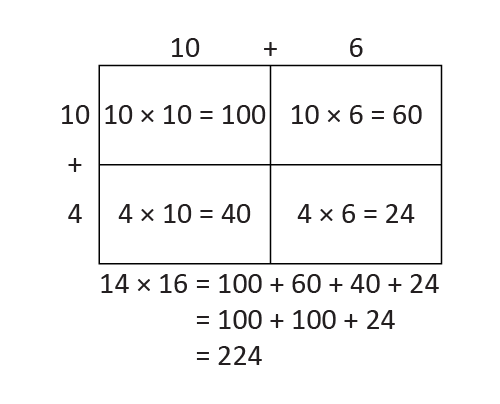 10 + 6
10 10 × 10 = 100 10 × 6 = 60
+
4 4 × 10 = 40 4 × 6 = 24
14 × 16 = 100 + 60 + 40 + 24
= 100 + 100 + 24
= 224